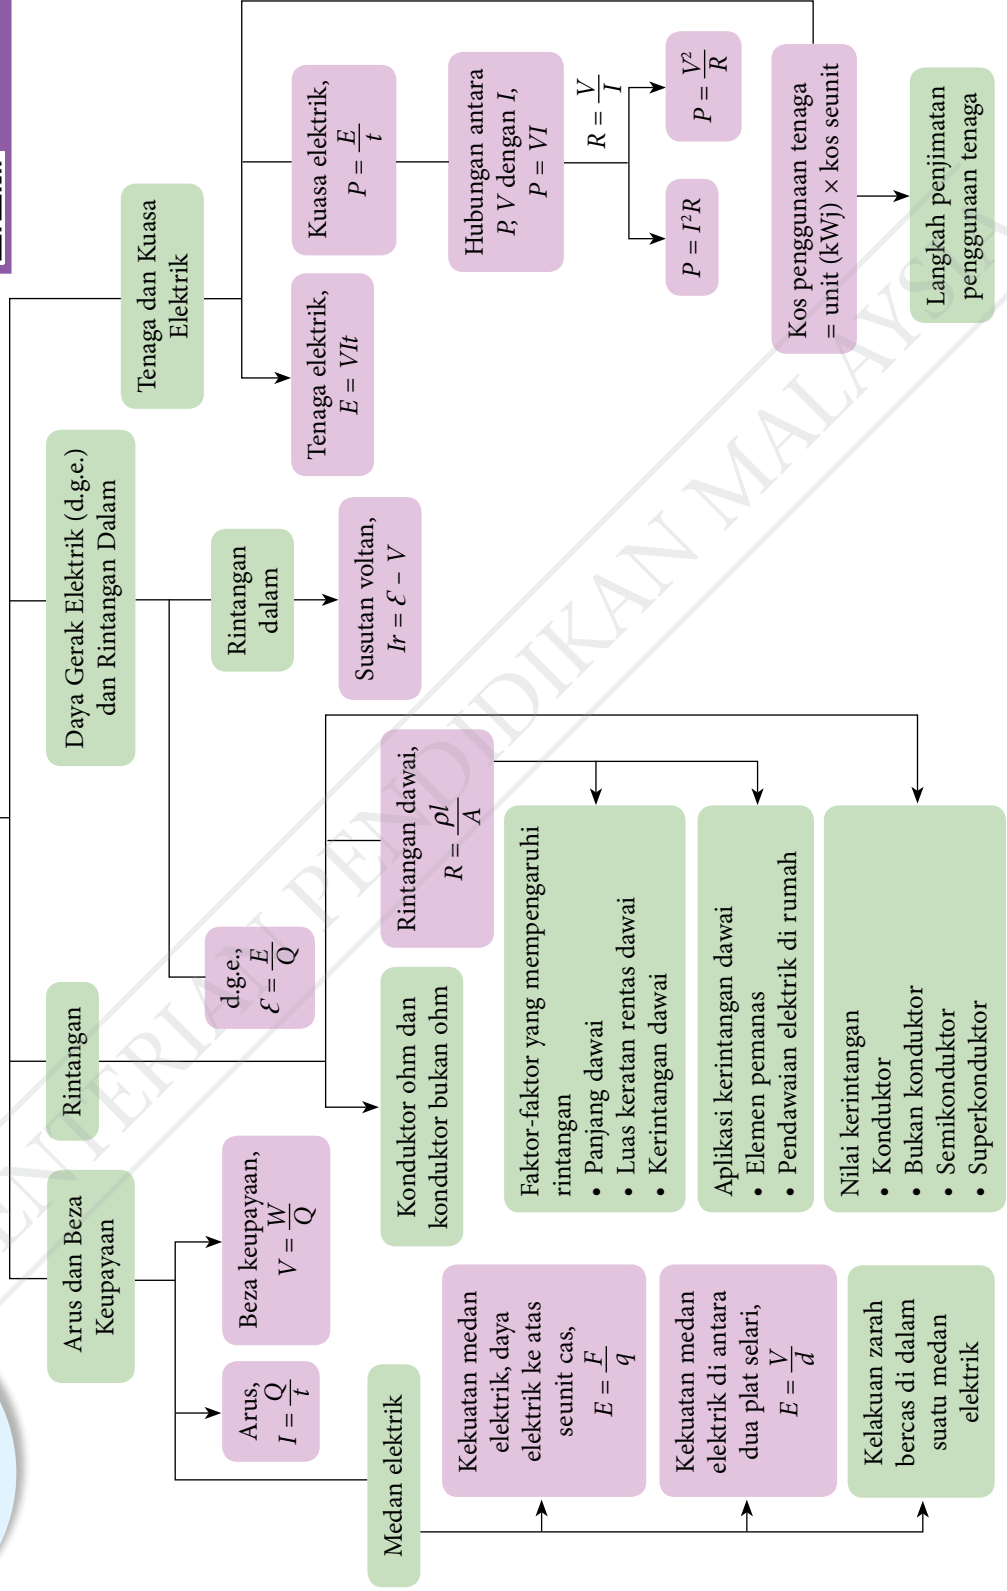 Arus dan Beza
Keupayaan
Arus,
I = Q/t
Beza keupayaan,
V = W/Q
Medan elektrik
Kekuatan medan
elektrik, daya
elektrik ke atas
seunit cas,
E = F/q
Kekuatan medan
elektrik di antara
dua plat selari,
E = V/d
Kelakuan zarah
bercas di dalam
suatu medan
elektrik
Rintangan
Konduktor ohm dan
konduktor bukan ohm
Rintangan dawai,
R = ρl/A
Faktor-faktor yang mempengaruhi
rintangan
• Panjang dawai
• Luas keratan rentas dawai
• Kerintangan dawai
Aplikasi kerintangan dawai
• Elemen pemanas
• Pendawaian elektrik di rumah
Nilai kerintangan
• Konduktor
• Bukan konduktor
• Semikonduktor
• Superkonduktor
Daya Gerak Elektrik (d.g.e.)
dan Rintangan Dalam
d.g.e.,
ℰ = E/Q
Rintangan
dalam
Susutan voltan,
Ir = ℰ – V
Tenaga dan Kuasa
Elektrik
Tenaga elektrik,
E = VIt
Kuasa elektrik,
P = E/t
Hubungan antara
P, V dengan I,
P = VI
R = V/I
P = I²R
P = V²/R
Kos penggunaan tenaga
= unit (kWj) × kos seunit
Langkah penjimatan
penggunaan tenaga
PENDIDIKAN MALAYSIA